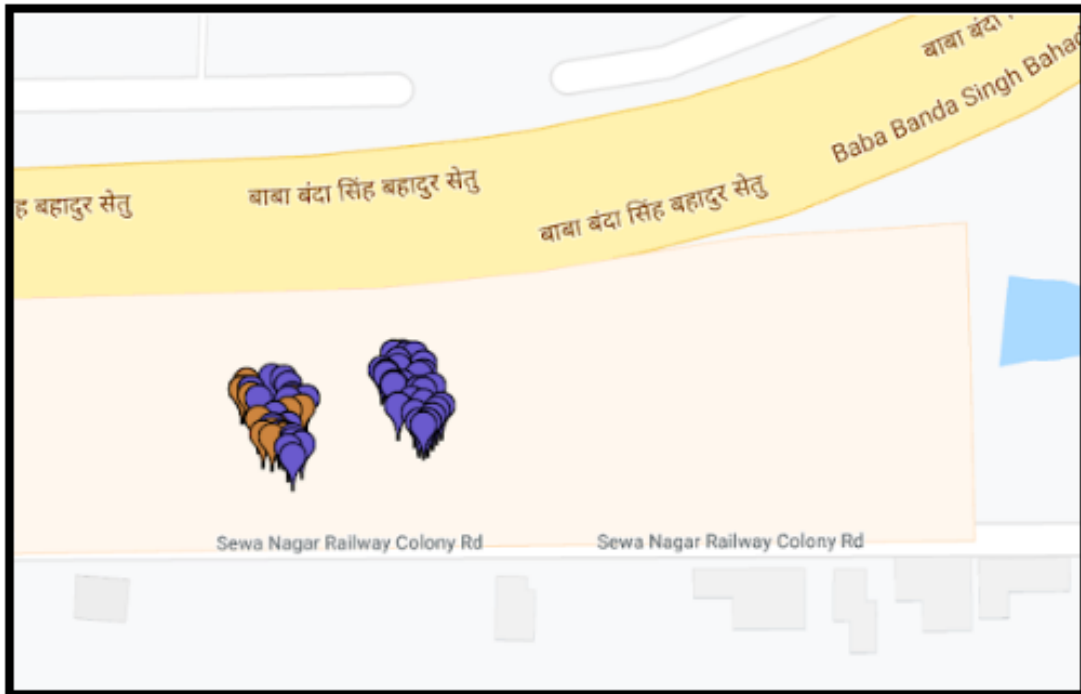 बाबा बंदा
Baba Banda Singh Bahad
ह बहादुर सेतु
बाबा बंदा सिंह बहादुर सेतु
बाबा बंदा सिंह बहादुर सेतु
Sewa Nagar Railway Colony Rd
Sewa Nagar Railway Colony Rd